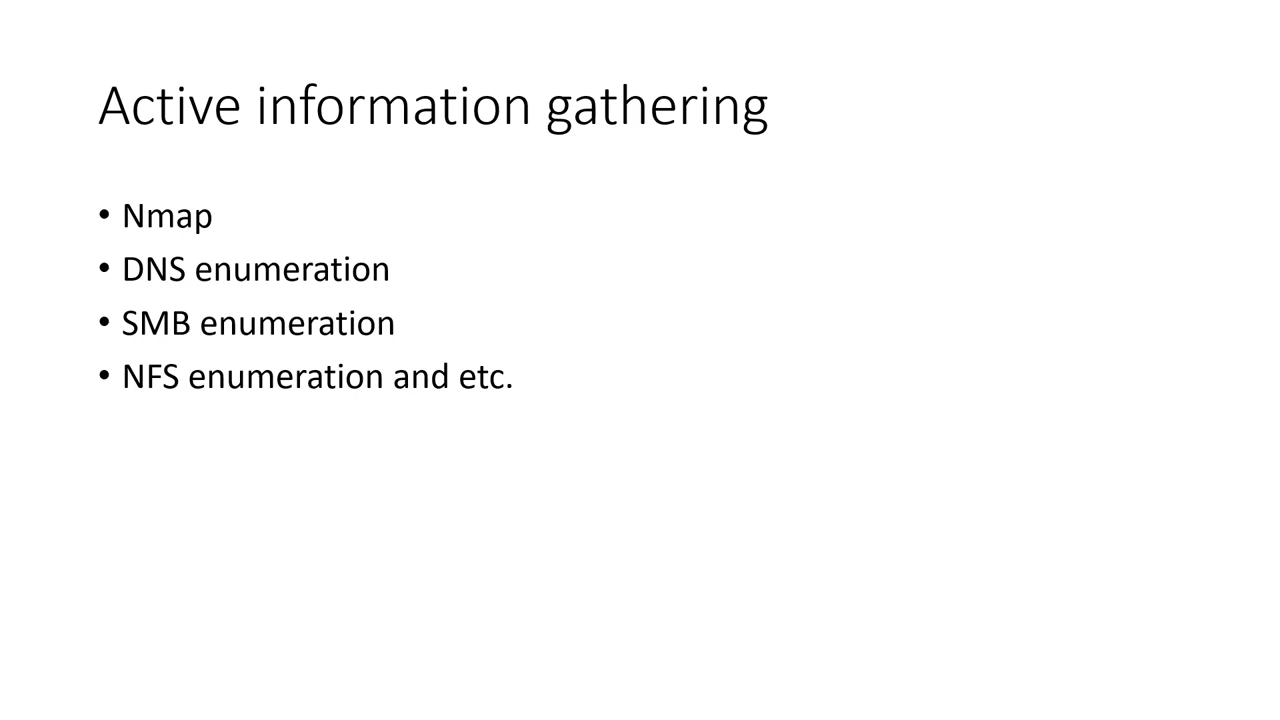 Active information gathering
• Nmap
• DNS enumeration
• SMB enumeration
• NFS enumeration and etc.